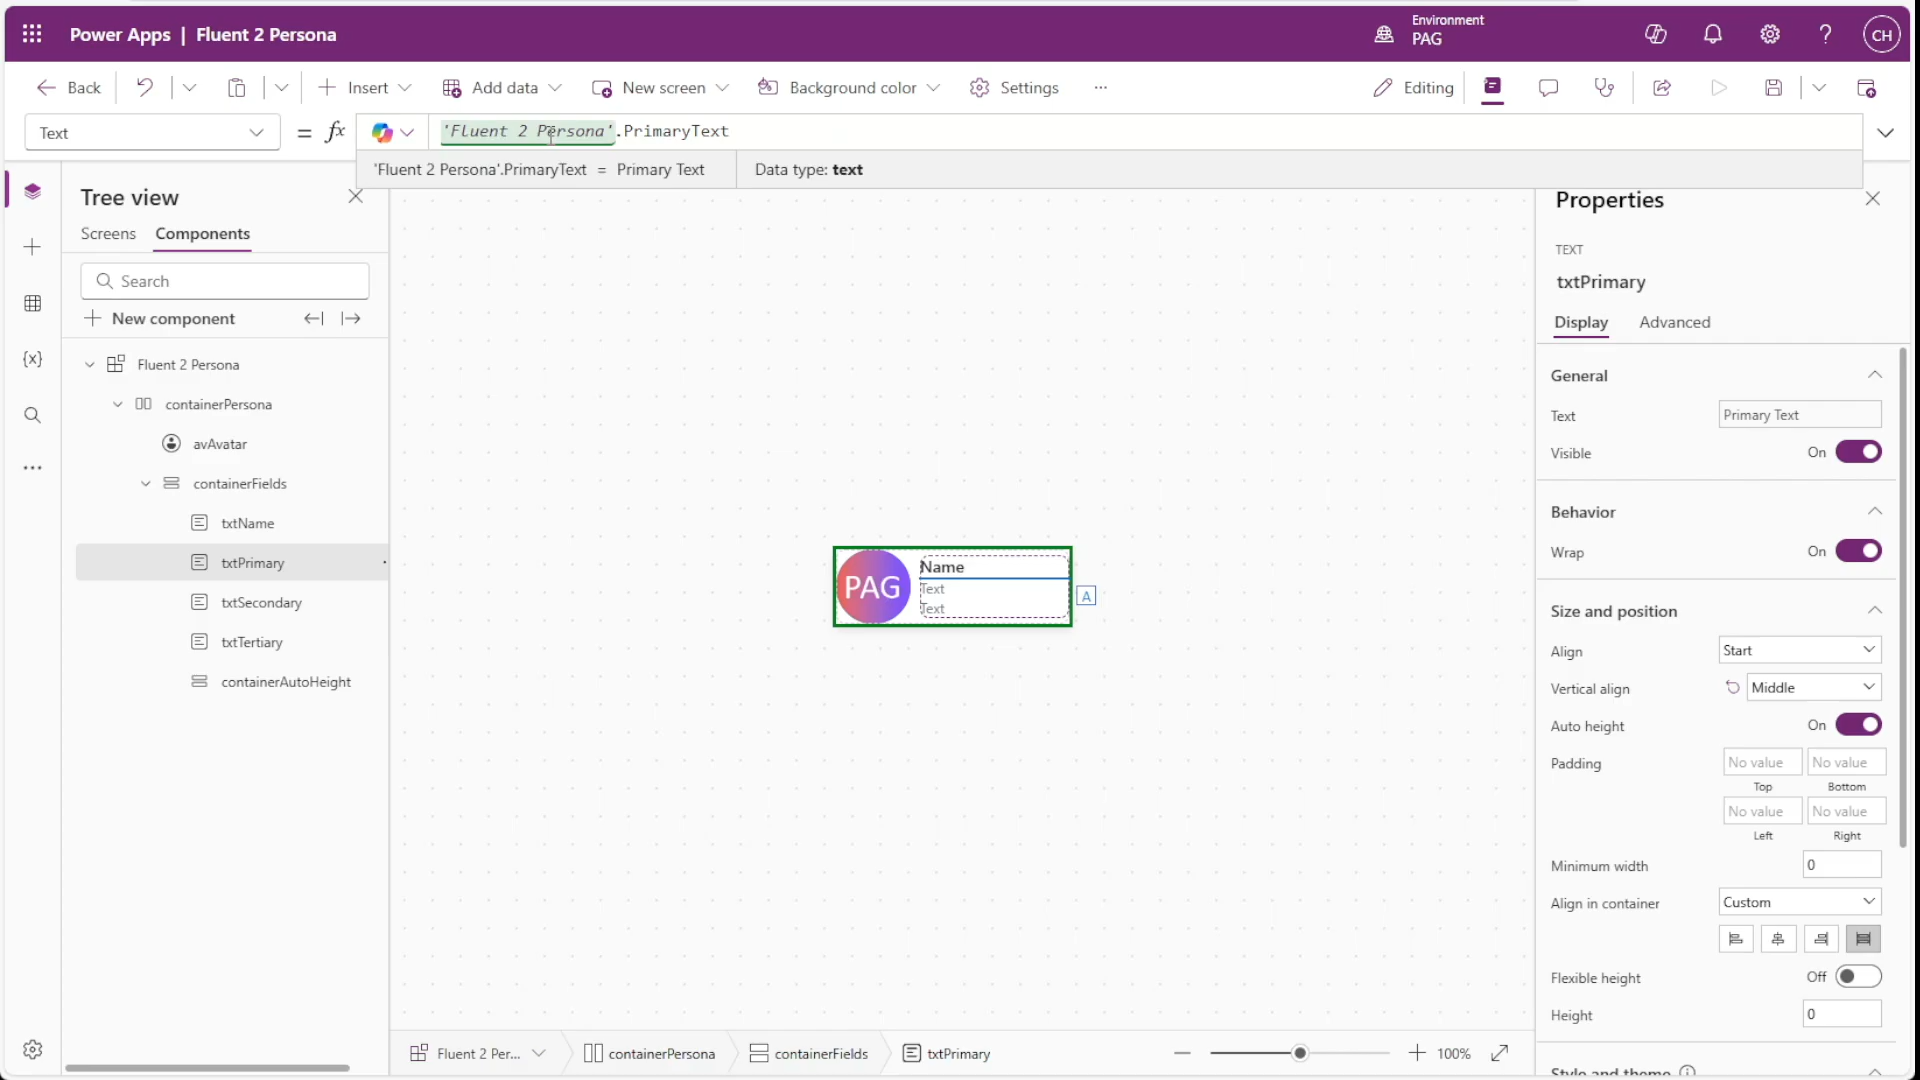 Power Apps | Fluent 2 Persona
Environment
PAG
CH
Back
Insert
Add data
New screen
Background color
Settings
Editing
Text
= fx
'Fluent 2 Persona'.PrimaryText
'Fluent 2 Persona'.PrimaryText = Primary Text
Data type: text
Tree view
Screens
Components
Search
New component
Fluent 2 Persona
containerPersona
avAvatar
containerFields
txtName
txtPrimary
txtSecondary
txtTertiary
containerAutoHeight
PAG
Name
Text
Text
A
Properties
TEXT
txtPrimary
Display
Advanced
General
Text
Primary Text
Visible
On
Behavior
Wrap
On
Size and position
Align
Start
Vertical align
Middle
Auto height
On
Padding
No value
No value
Top
Bottom
No value
No value
Left
Right
Minimum width
0
Align in container
Custom
Flexible height
Off
Height
0
Style and theme
Fluent 2 Per...
containerPersona
containerFields
txtPrimary
100%